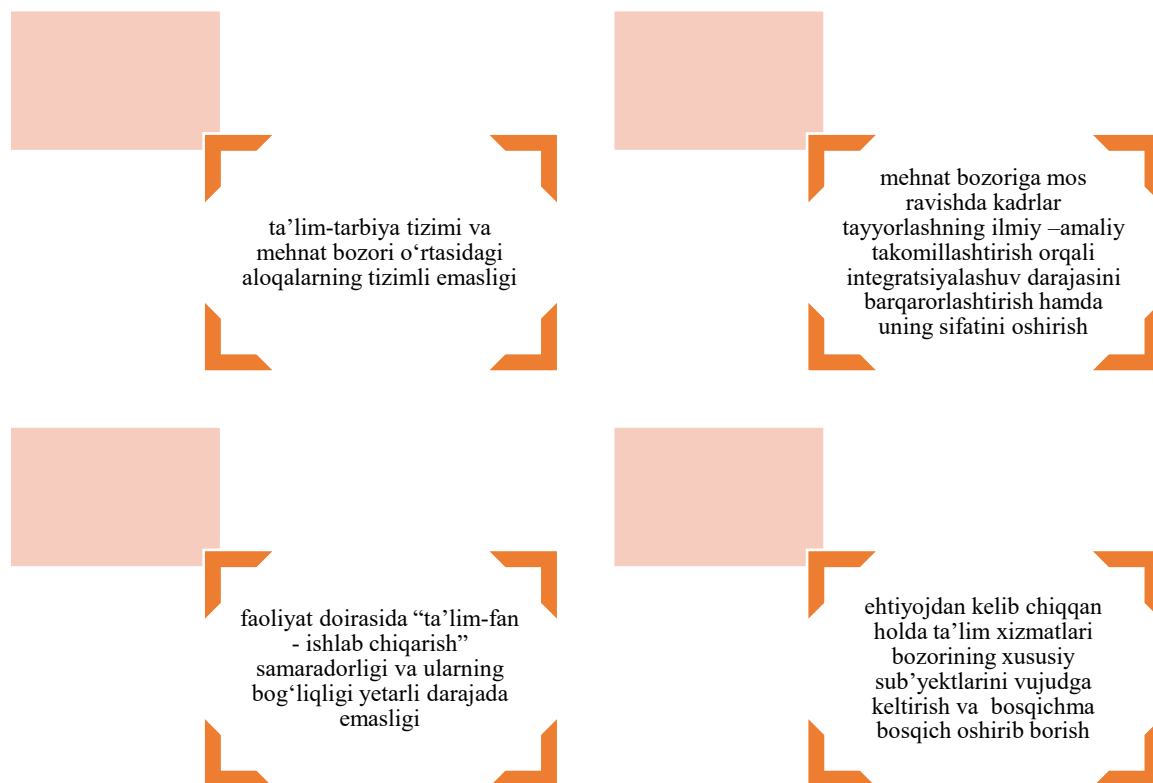 ta’lim-tarbiya tizimi va
mehnat bozori o‘rtasidagi
aloqalarning tizimli emasligi
mehnat bozoriga mos
ravishda kadrlar
tayyorlashning ilmiy –amaliy
takomillashtirish orqali
integratsiyalashuv darajasini
barqarorlashtirish hamda
uning sifatini oshirish
faoliyat doirasida “ta’lim-fan
- ishlab chiqarish”
samaradorligi va ularning
bog‘liqligi yetarli darajada
emasligi
ehtiyojdan kelib chiqqan
holda ta’lim xizmatlari
bozorining xususiy
sub’yektlarini vujudga
keltirish va  bosqichma
bosqich oshirib borish